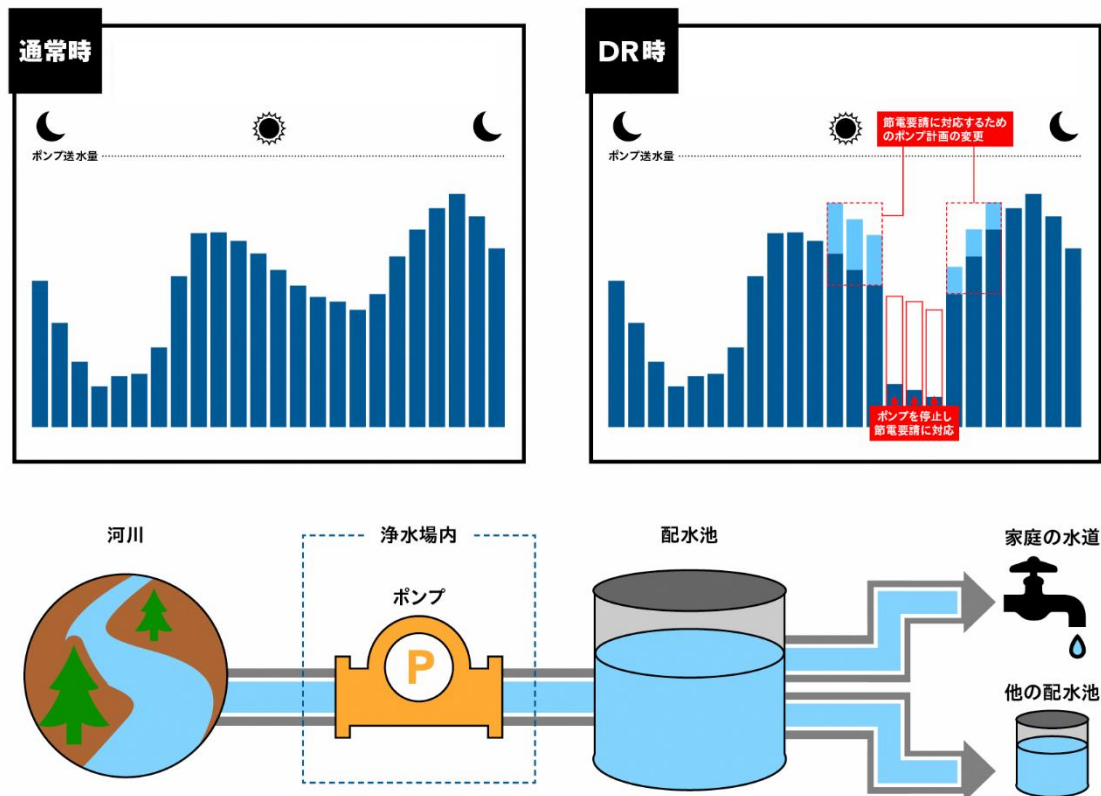 通常時
ポンプ送水量
DR時
節電要請に対応するため
のポンプ計画の変更
ポンプ送水量
ポンプを停止し
節電要請に対応
河川
浄水場内
ポンプ
P
配水池
家庭の水道
他の配水池